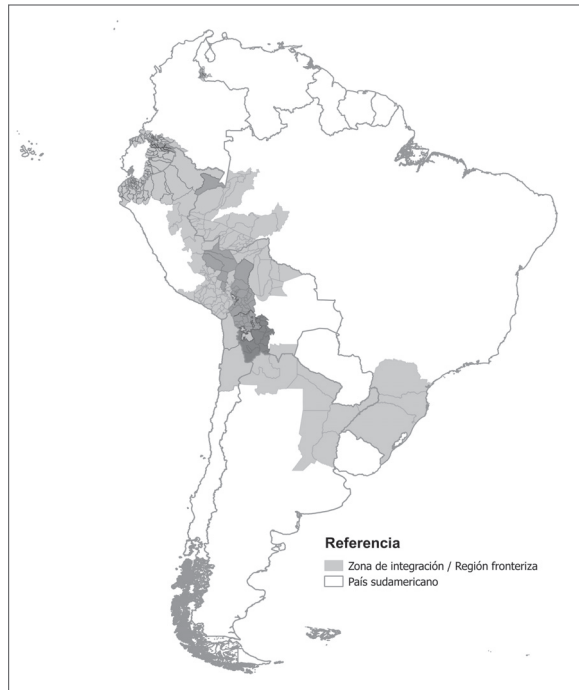 Referencia
Zona de integración / Región fronteriza
País sudamericano